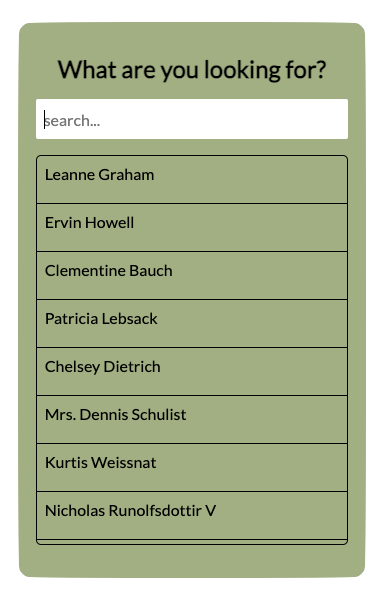 What are you looking for?
search...
Leanne Graham
Ervin Howell
Clementine Bauch
Patricia Lebsack
Chelsey Dietrich
Mrs. Dennis Schulist
Kurtis Weissnat
Nicholas Runolfsdottir V